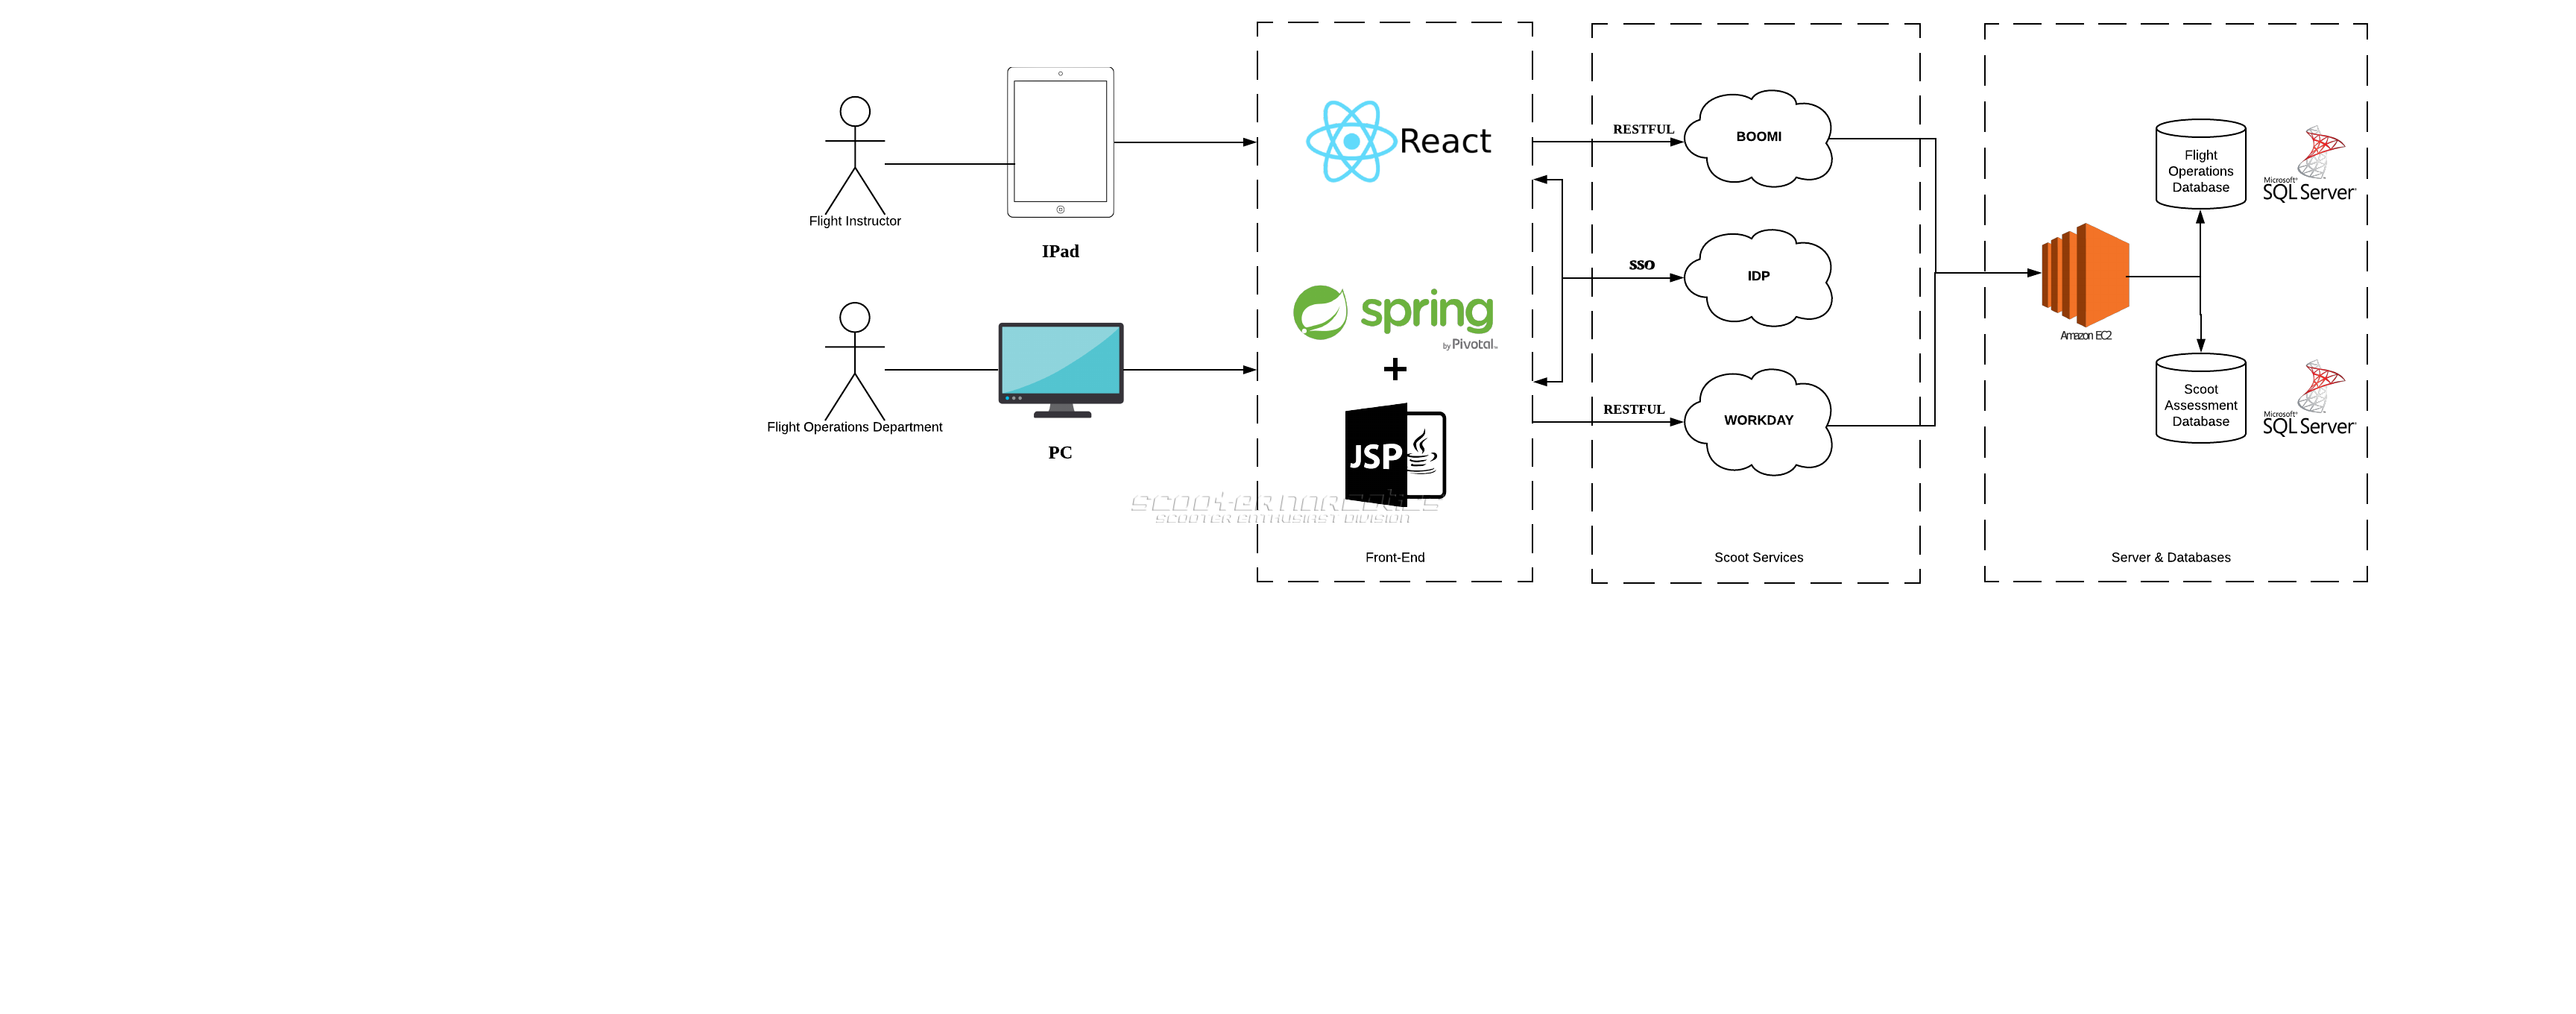 Flight Instructor
IPad
Flight Operations Department
PC
React
spring
by Pivotal™
+
JSP
scooter narcotics
scooter enthusiast division
Front-End
RESTFUL
BOOMI
SSO
IDP
RESTFUL
WORKDAY
Scoot Services
Amazon EC2
Flight
Operations
Database
Microsoft®
SQL Server®
Scoot
Assessment
Database
Microsoft®
SQL Server®
Server & Databases